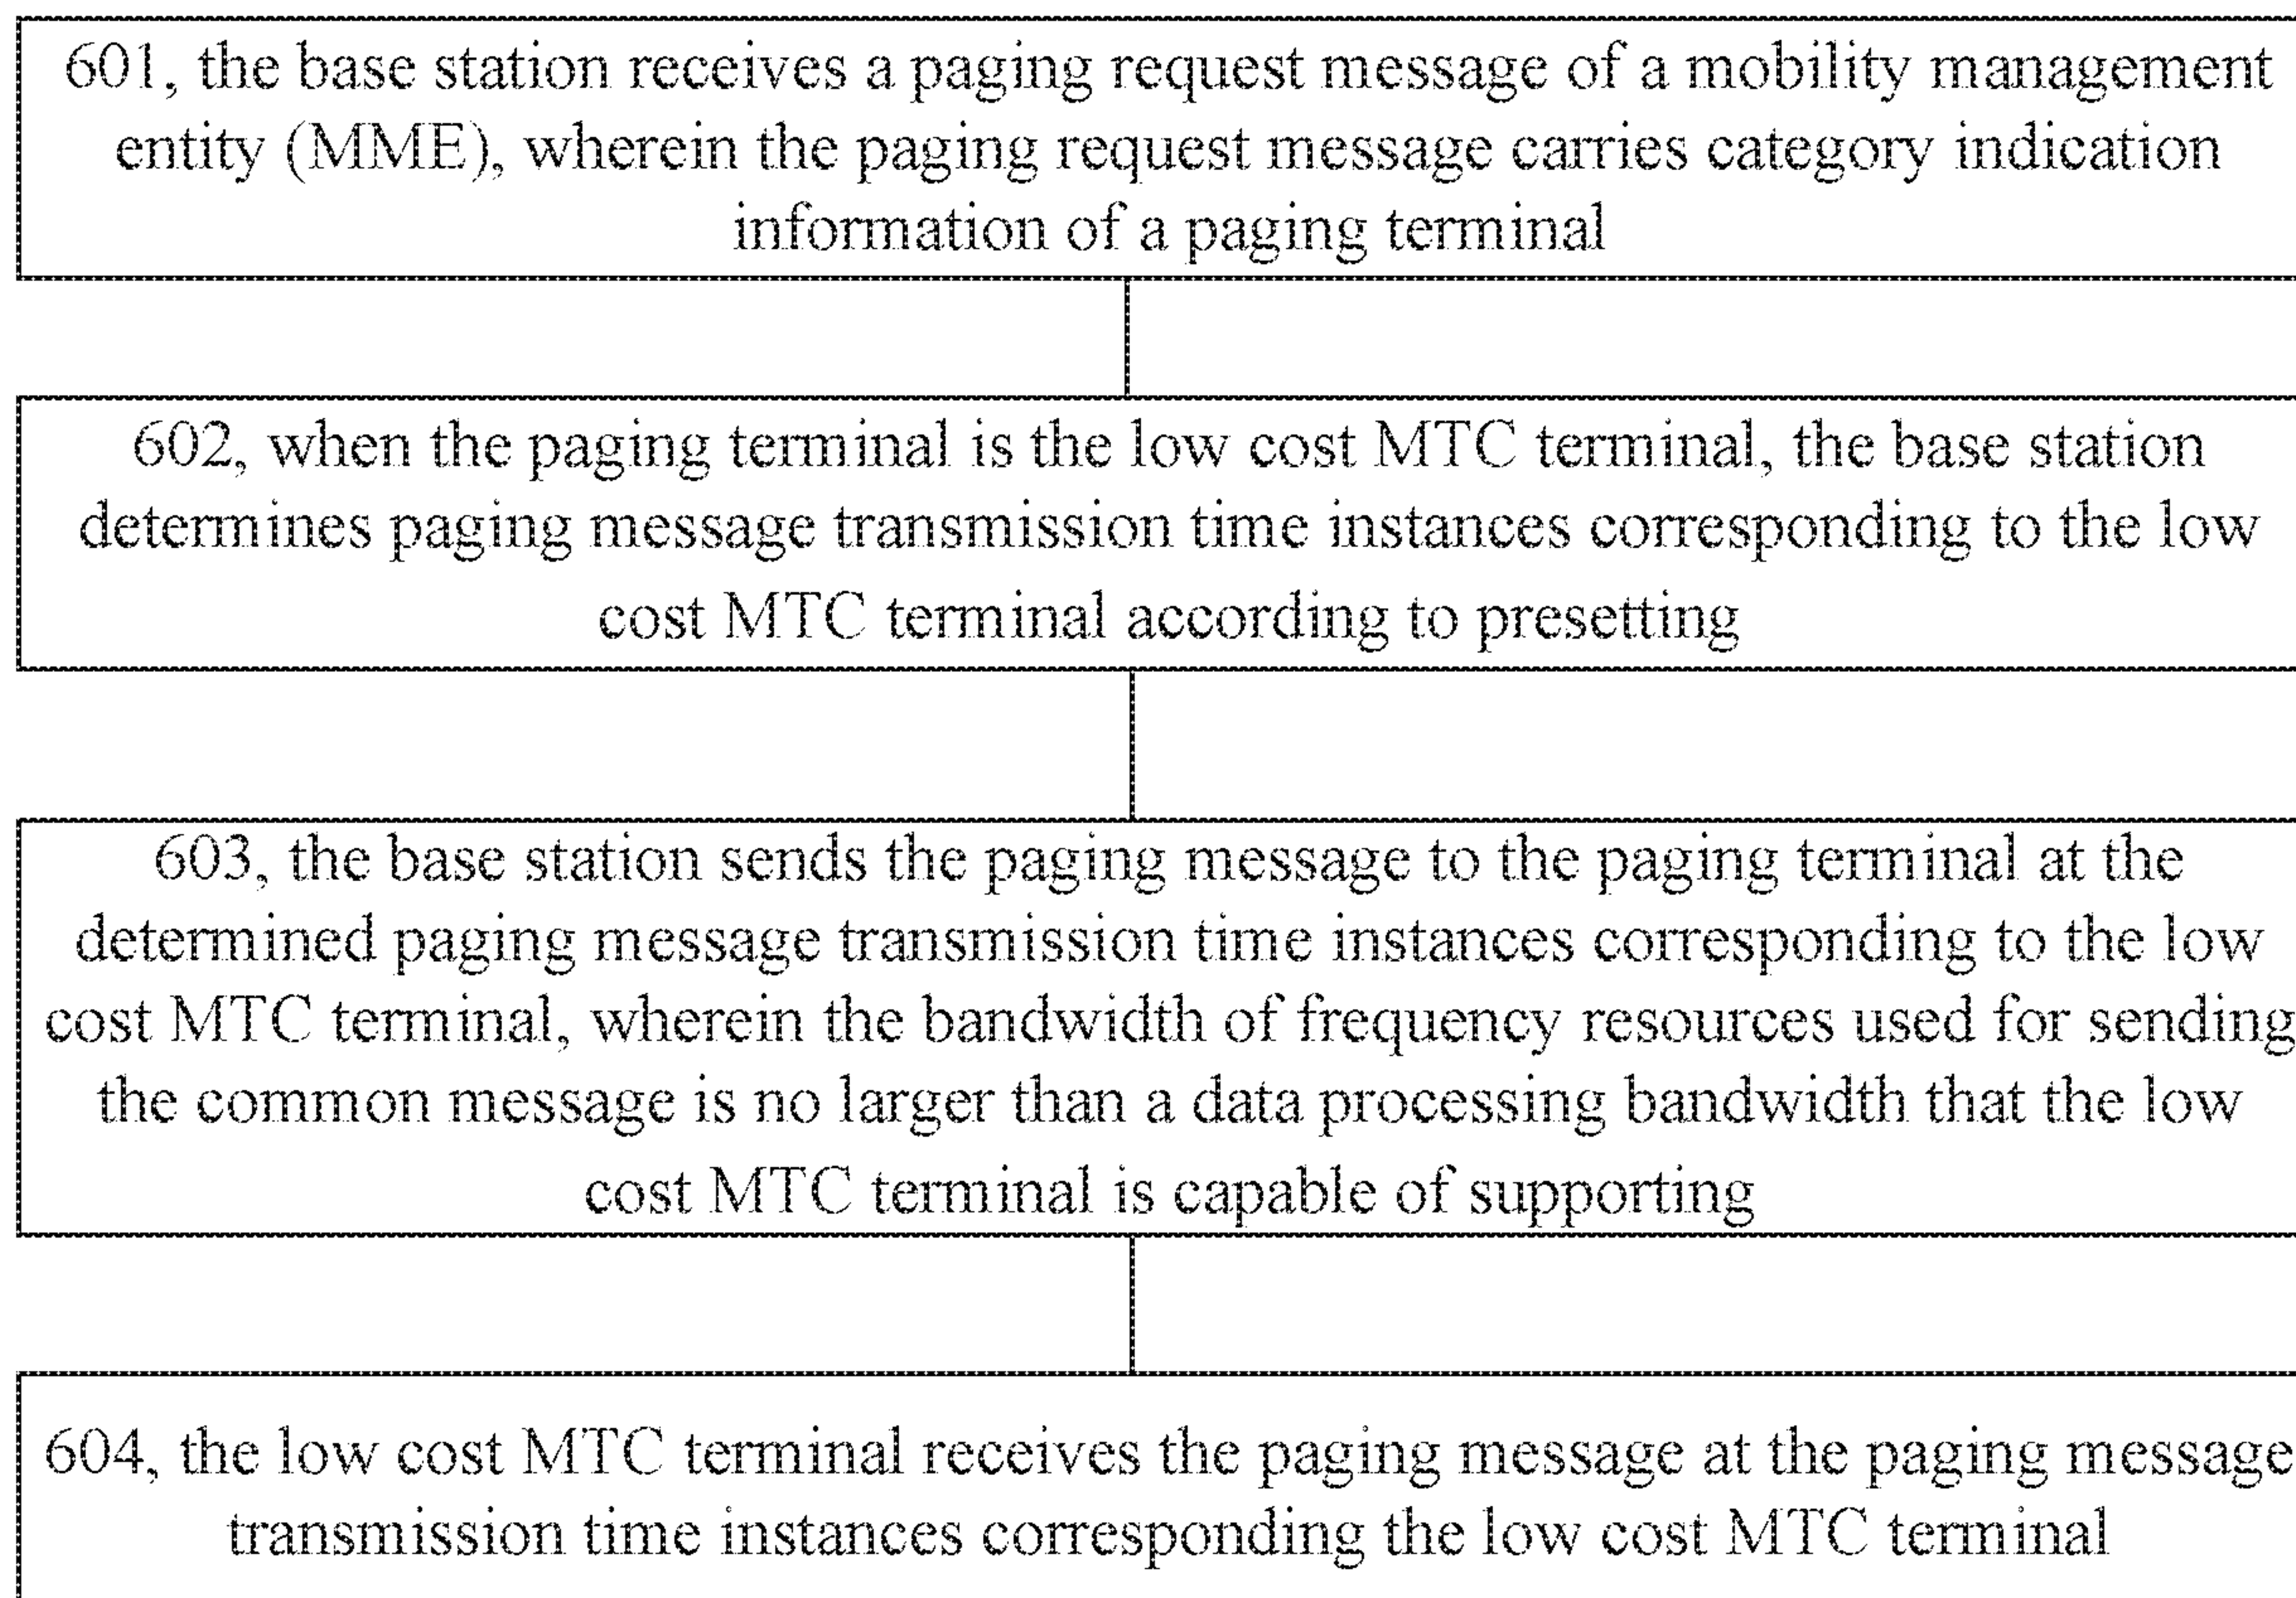 601, the base station receives a paging request message of a mobility management
entity (MME), wherein the paging request message carries category indication
information of a paging terminal
602, when the paging terminal is the low cost MTC terminal, the base station
determines paging message transmission time instances corresponding to the low
cost MTC terminal according to presetting
603, the base station sends the paging message to the paging terminal at the
determined paging message transmission time instances corresponding to the low
cost MTC terminal, wherein the bandwidth of frequency resources used for sending
the common message is no larger than a data processing bandwidth that the low
cost MTC terminal is capable of supporting
604, the low cost MTC terminal receives the paging message at the paging message
transmission time instances corresponding the low cost MTC terminal